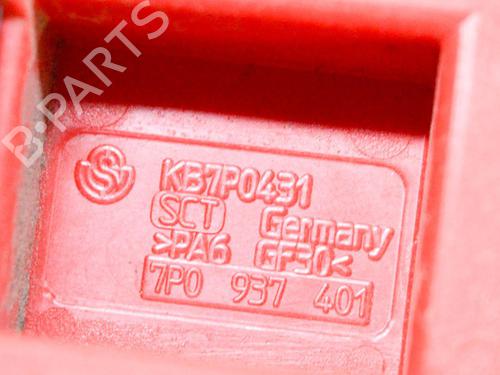 B·PARTS
KB7P0431
SCT Germany
>PA6 GF30<
7P0 937 401